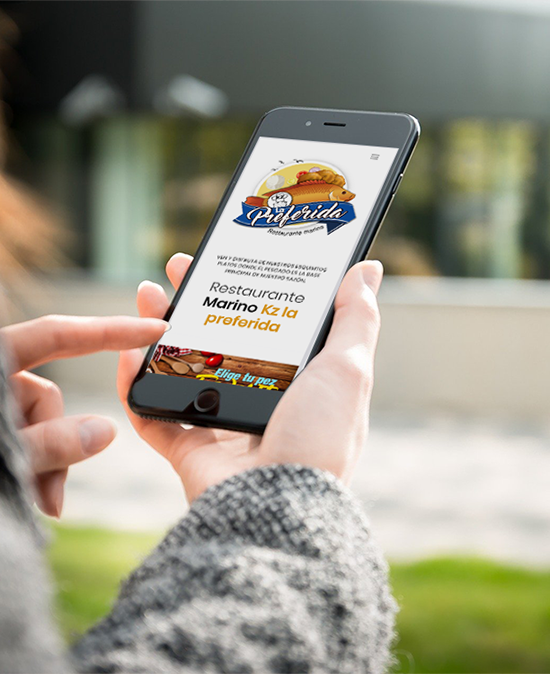 La
Preferida
Restaurante marino
VEN Y DISFRUTA DE NUESTROS EXQUISITOS
PLATOS DONDE EL PESCADO ES LA BASE
PRINCIPAL DE NUESTRO SAZÓN.
Restaurante
Marino Kz la
preferida
Elige tu pez